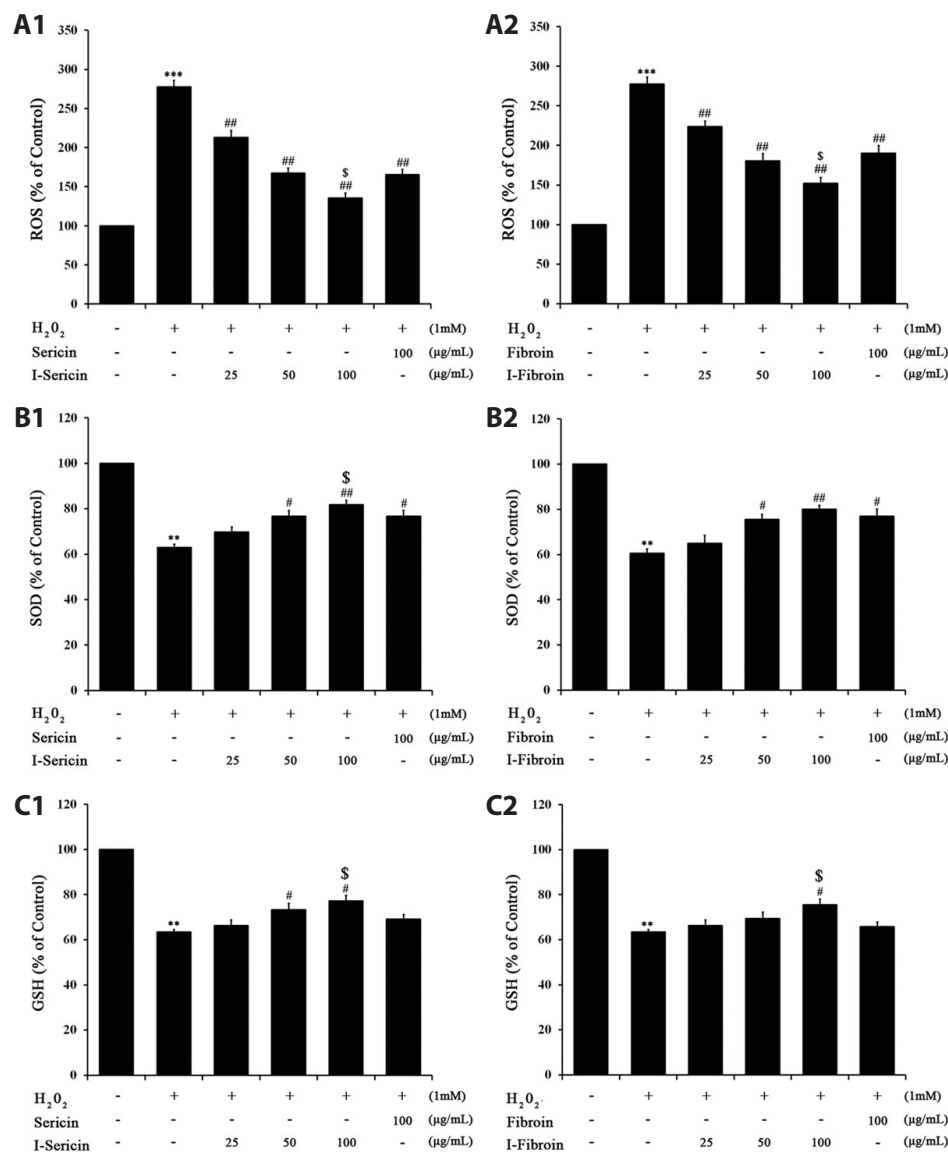 A1
ROS (% of Control)
350
300
250
200
150
100
50
0
***
##
##
$
##
##
H₂0₂ - + + + + + (1mM)
Sericin - - - - - 100 (µg/mL)
I-Sericin - - 25 50 100 - (µg/mL)
A2
ROS (% of Control)
350
300
250
200
150
100
50
0
***
##
##
$
##
##
H₂0₂ - + + + + + (1mM)
Fibroin - - - - - 100 (µg/mL)
I-Fibroin - - 25 50 100 - (µg/mL)
B1
SOD (% of Control)
120
100
80
60
40
20
0
**
#
$
##
#
H₂0₂ - + + + + + (1mM)
Sericin - - - - - 100 (µg/mL)
I-Sericin - - 25 50 100 - (µg/mL)
B2
SOD (% of Control)
120
100
80
60
40
20
0
**
#
##
#
H₂0₂ - + + + + + (1mM)
Fibroin - - - - - 100 (µg/mL)
I-Fibroin - - 25 50 100 - (µg/mL)
C1
GSH (% of Control)
120
100
80
60
40
20
0
**
#
$
#
H₂0₂ - + + + + + (1mM)
Sericin - - - - - 100 (µg/mL)
I-Sericin - - 25 50 100 - (µg/mL)
C2
GSH (% of Control)
120
100
80
60
40
20
0
**
$
#
H₂0₂. - + + + + + (1mM)
Fibroin - - - - - 100 (µg/mL)
I-Fibroin - - 25 50 100 - (µg/mL)